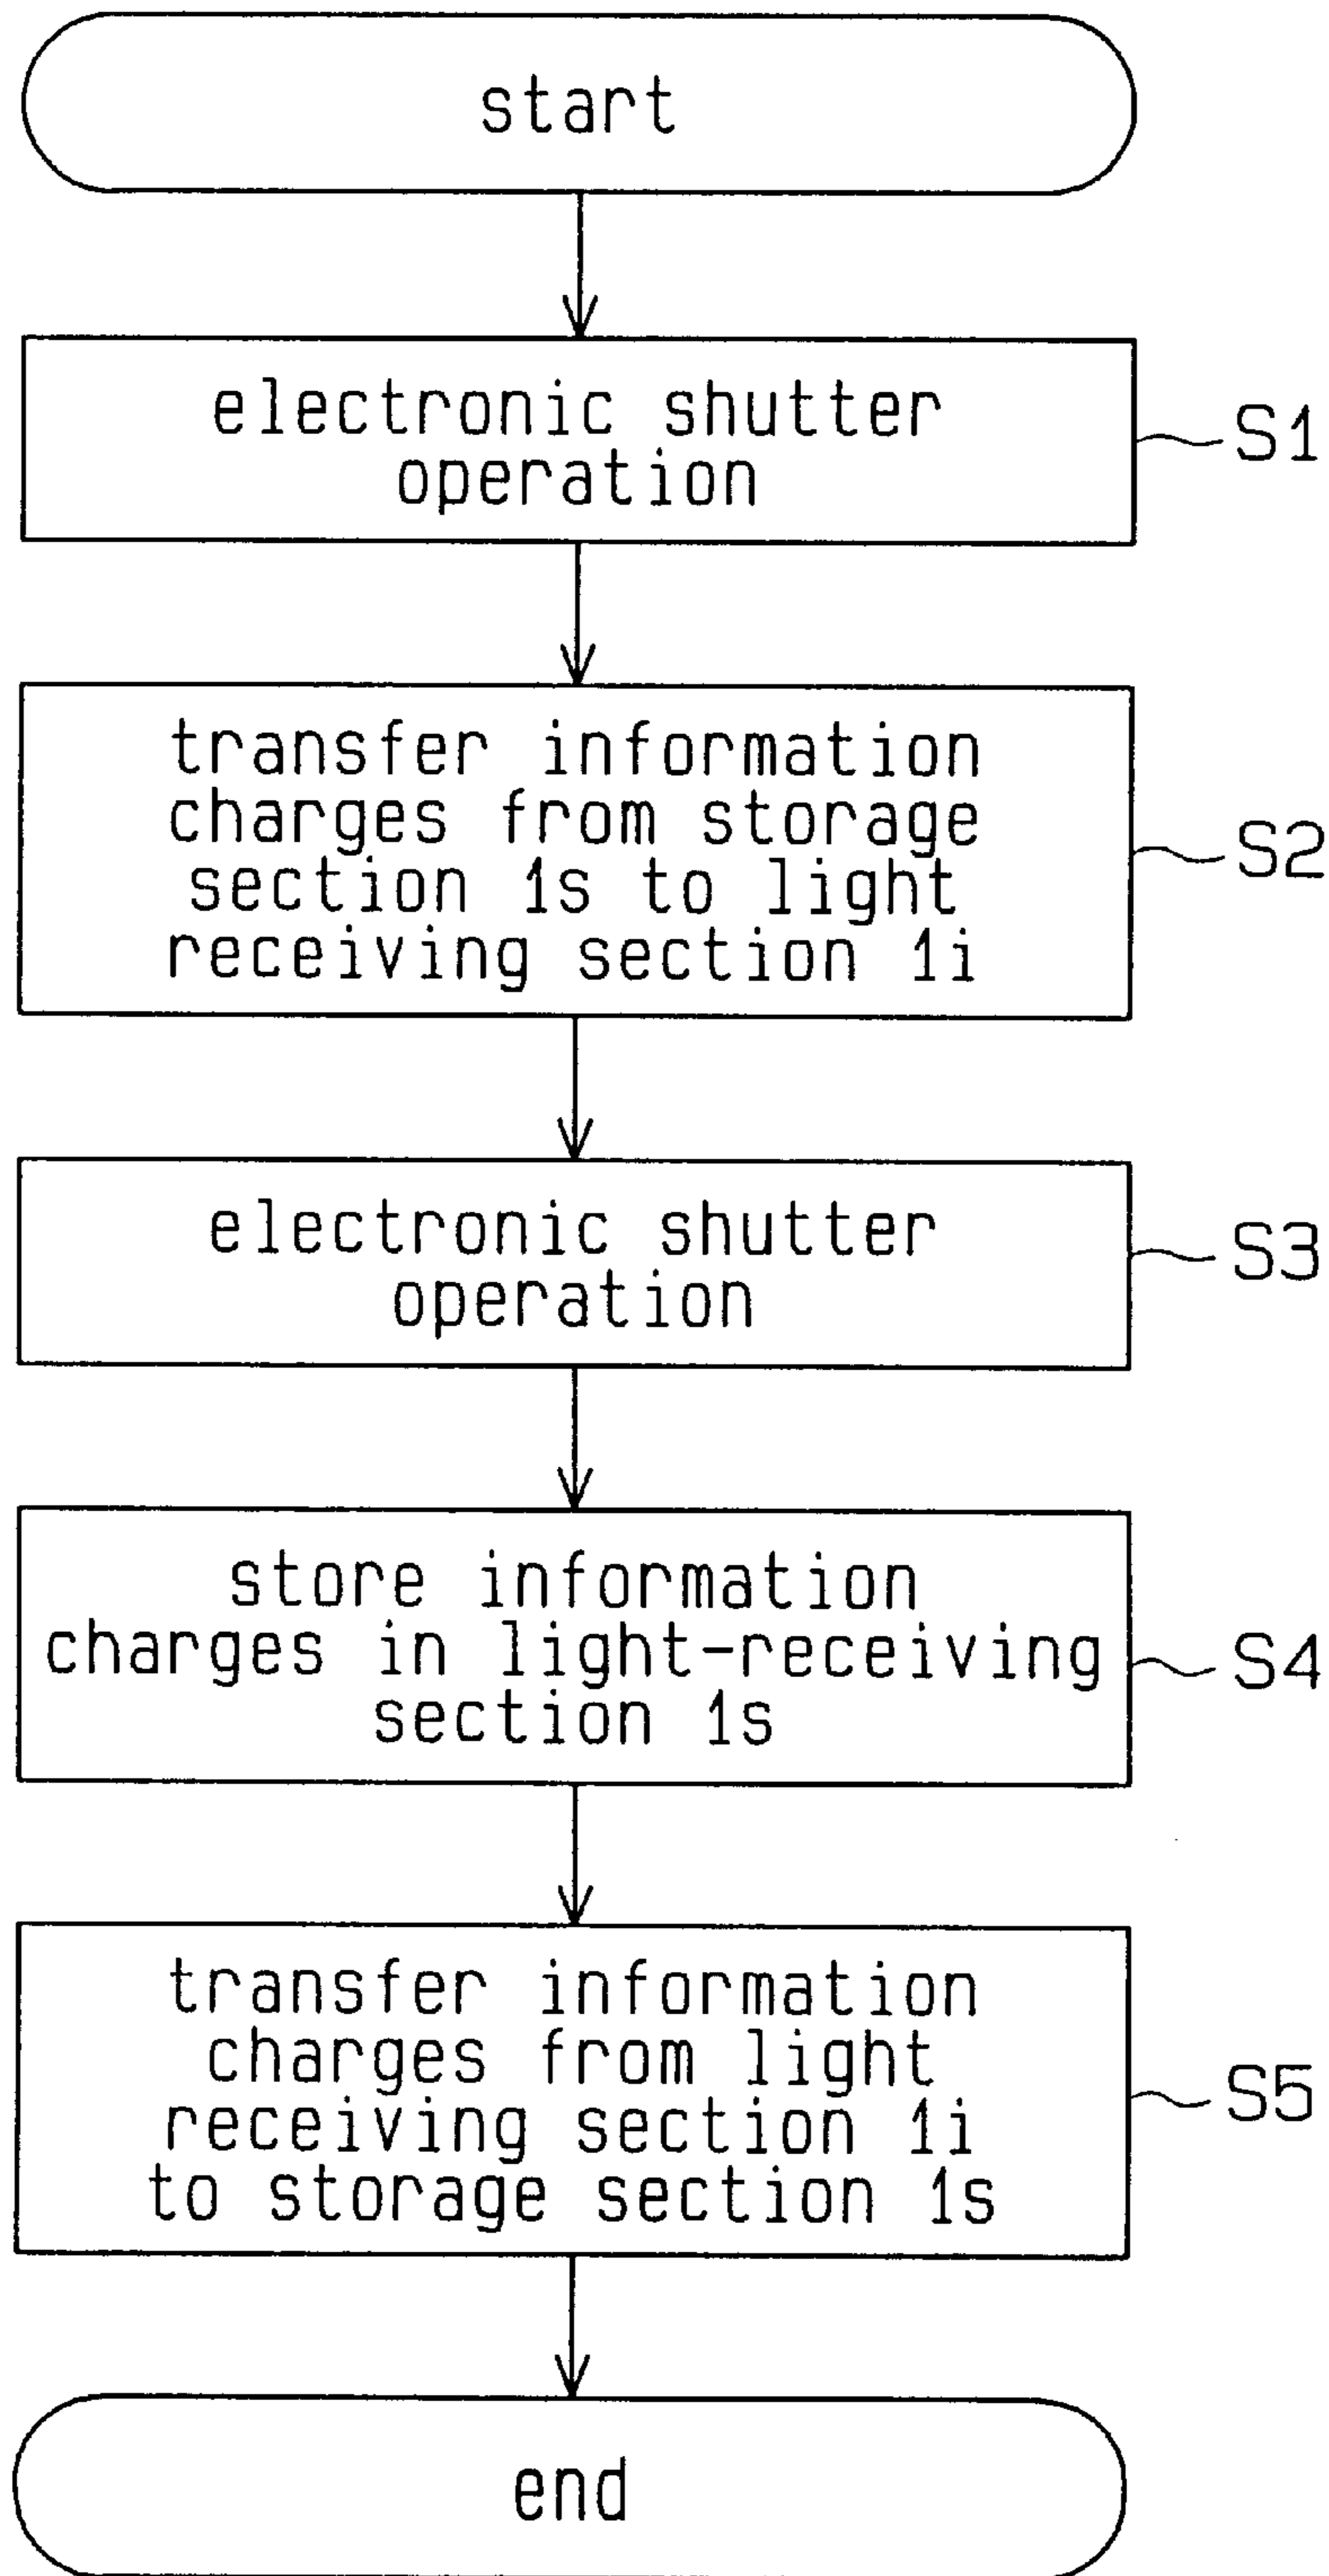 start
electronic shutter
operation
S1
transfer information
charges from storage
section 1s to light
receiving section 1i
S2
electronic shutter
operation
S3
store information
charges in light-receiving
section 1s
S4
transfer information
charges from light
receiving section 1i
to storage section 1s
S5
end